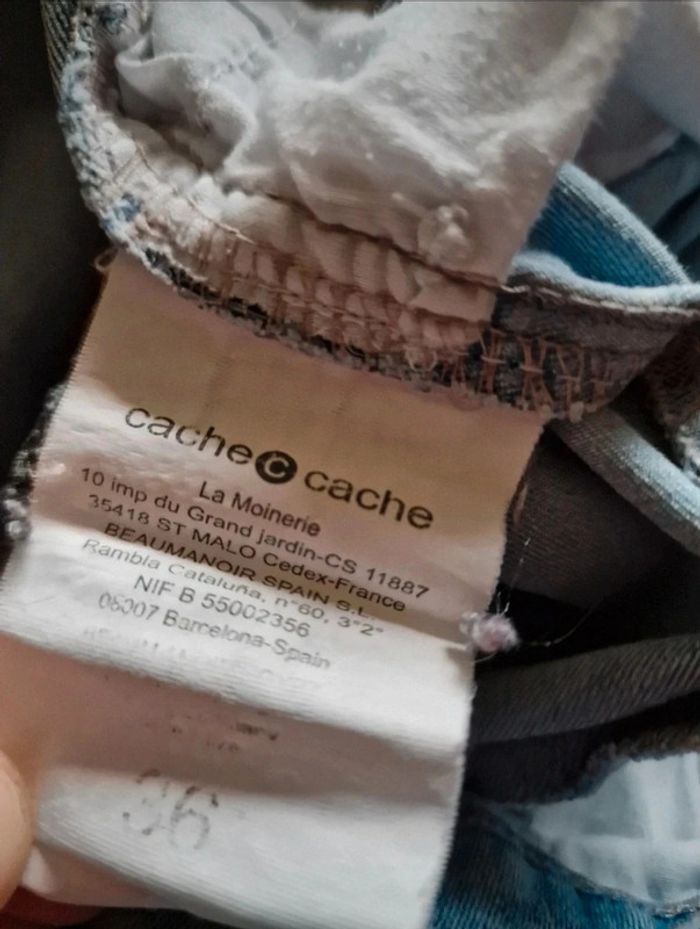 cache C cache
La Moinerie
10 imp du Grand jardin-CS 11887
35418 ST MALO Cedex-France
BEAUMANOIR SPAIN S.L.
Rambla Cataluña, n°60, 3°2°
NIF B 55002356
08007 Barcelona-Spain
36